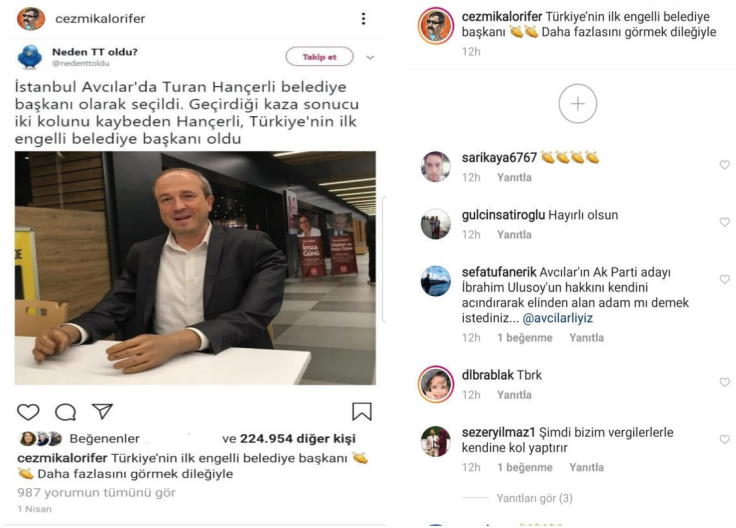 cezmikalorifer
Neden TT oldu?
@nedenttoldu
Takip et
İstanbul Avcılar'da Turan Hançerli belediye
başkanı olarak seçildi. Geçirdiği kaza sonucu
iki kolunu kaybeden Hançerli, Türkiye'nin ilk
engelli belediye başkanı oldu
İmza
Günü
Beğenenler ve 224.954 diğer kişi
cezmikalorifer Türkiye'nin ilk engelli belediye başkanı 👏
👏 Daha fazlasını görmek dileğiyle
987 yorumun tümünü gör
1 Nisan
cezmikalorifer Türkiye'nin ilk engelli belediye
başkanı 👏👏 Daha fazlasını görmek dileğiyle
12h
sarikaya6767 👏👏👏👏
12h Yanıtla
gulcinsatiroglu Hayırlı olsun
12h Yanıtla
sefatufanerik Avcılar'ın Ak Parti adayı
İbrahim Ulusoy'un hakkını kendini
acındırarak elinden alan adam mı demek
istediniz... @avcilarliyiz
12h 1 beğenme Yanıtla
dlbrablak Tbrk
12h Yanıtla
sezeryilmaz1 Şimdi bizim vergilerlerle
kendine kol yaptırır
12h 1 beğenme Yanıtla
Yanıtları gör (3)